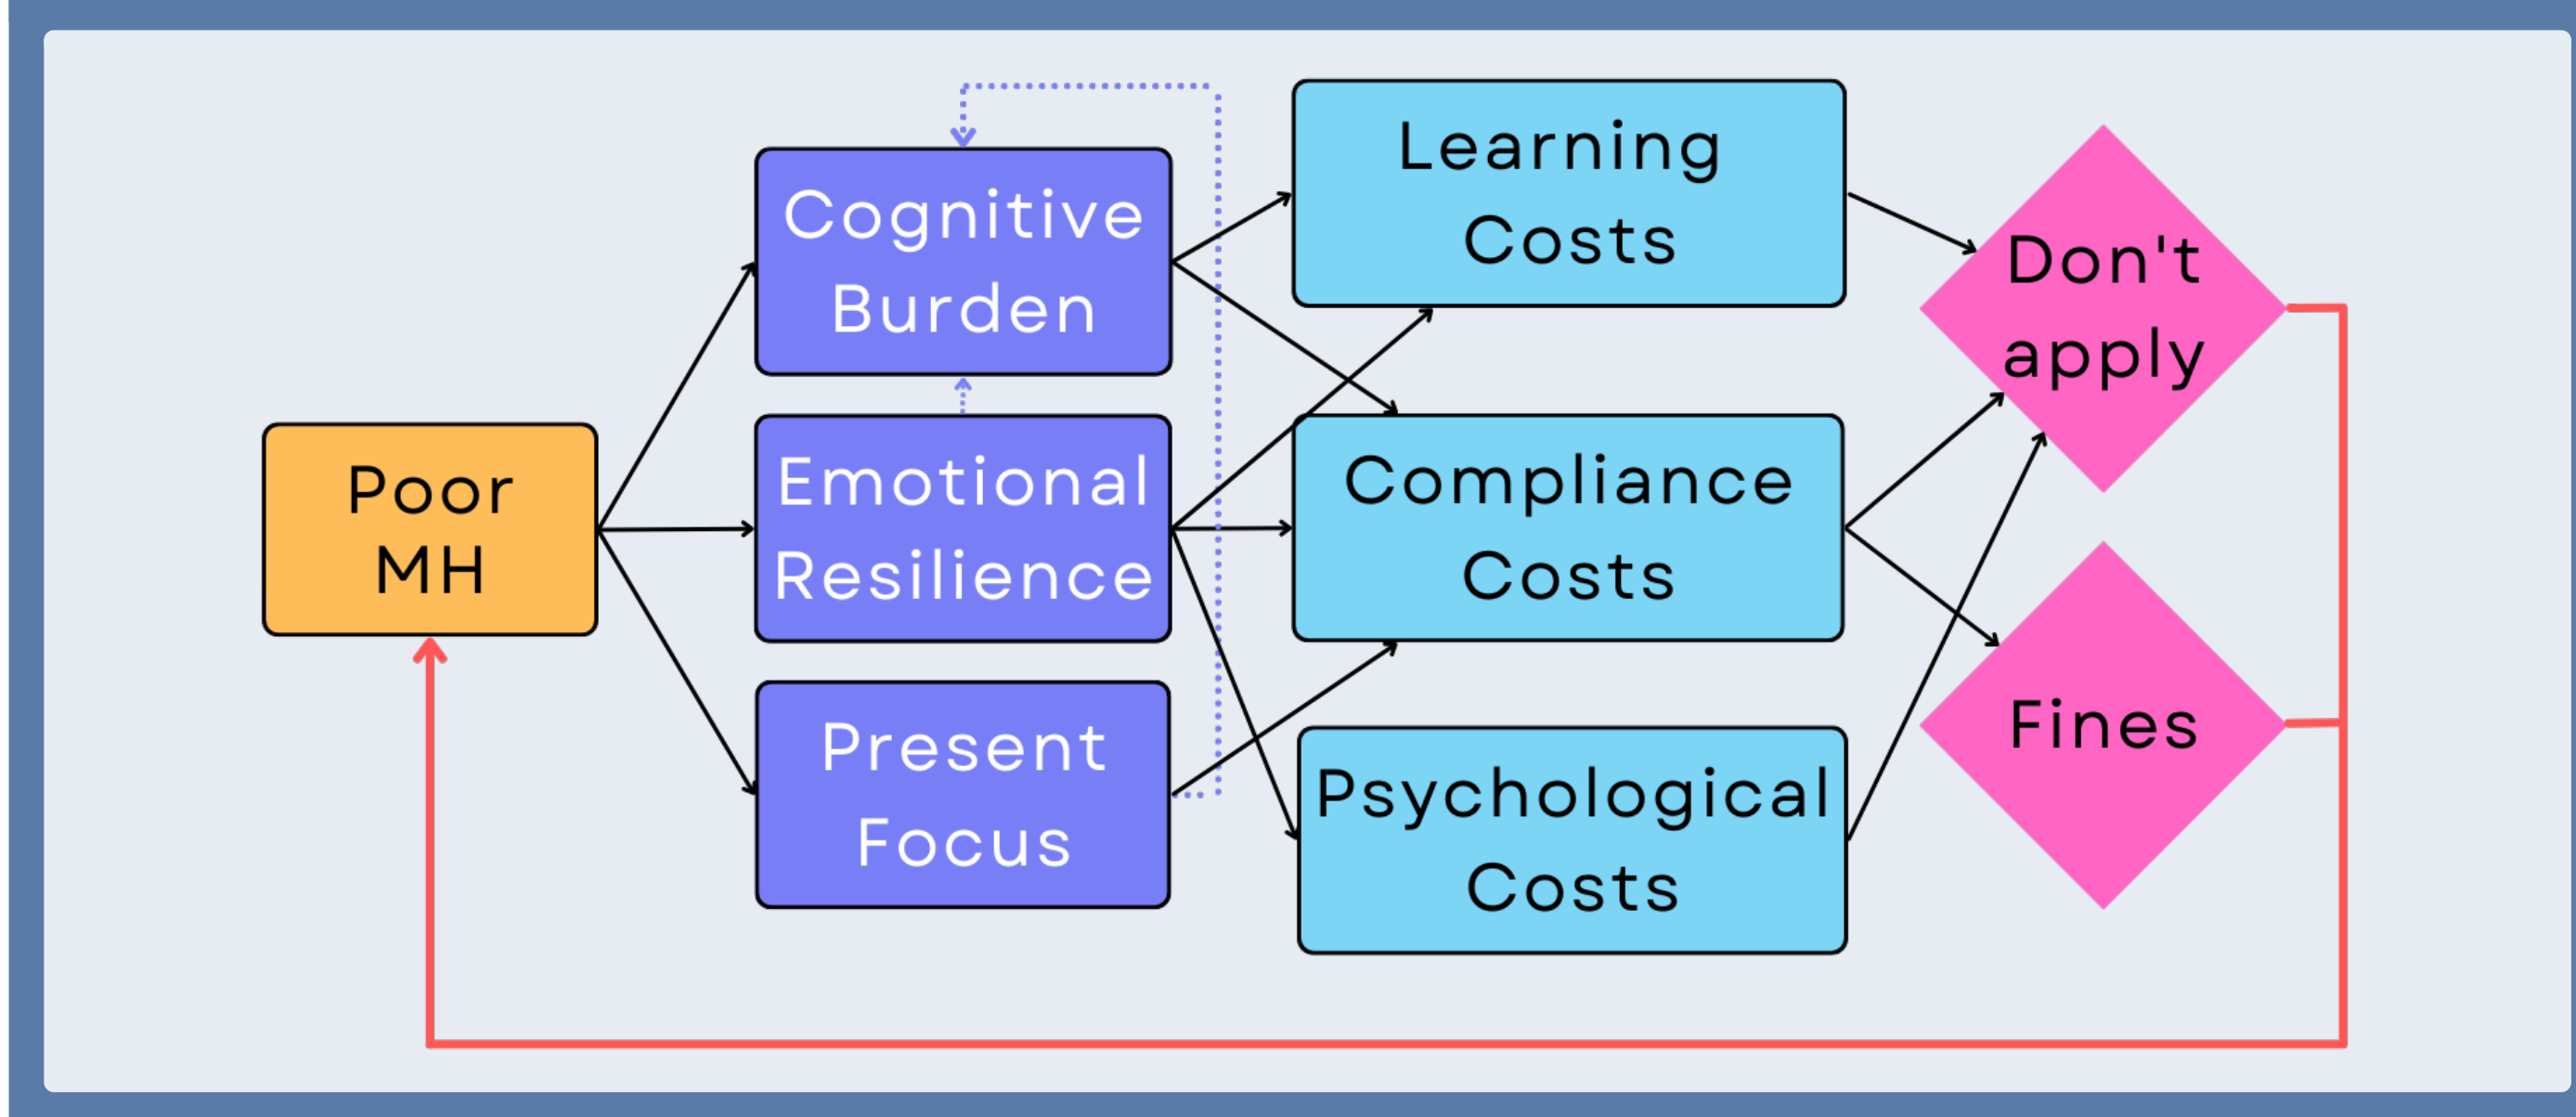 Poor
MH
Cognitive
Burden
Emotional
Resilience
Present
Focus
Learning
Costs
Compliance
Costs
Psychological
Costs
Don't
apply
Fines